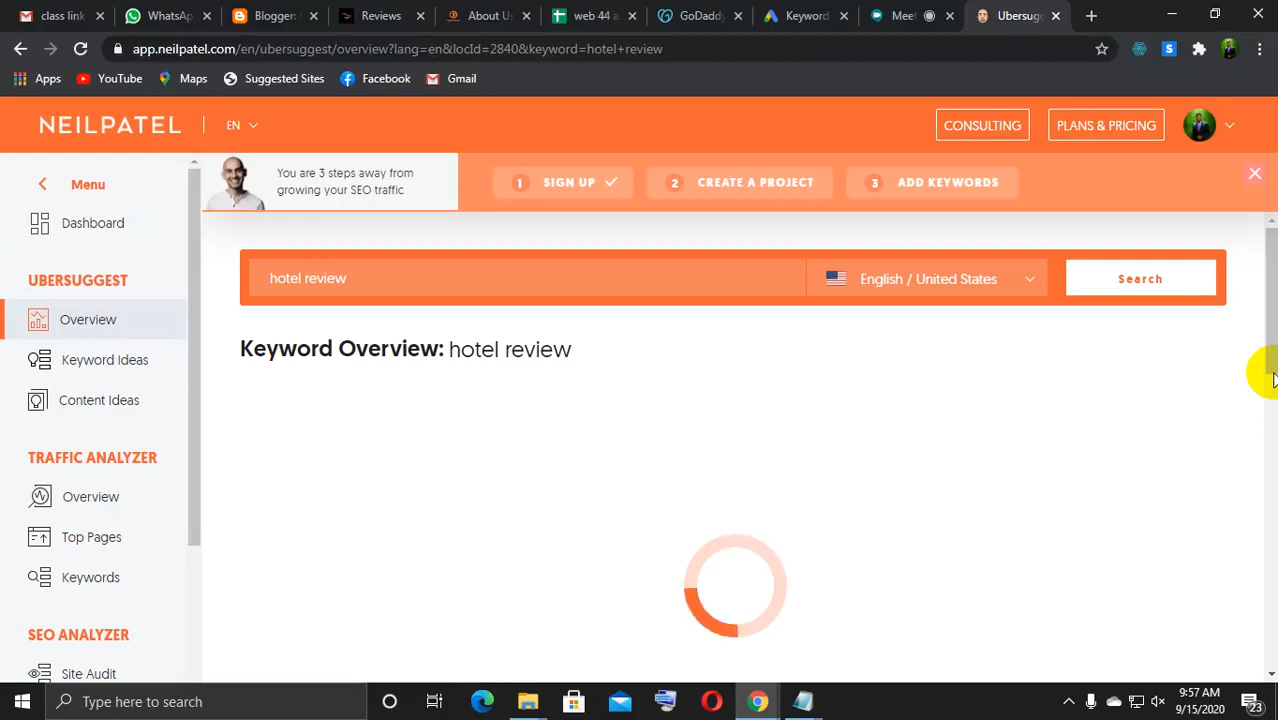 class link
WhatsApp
Blogger:
Reviews
About Us
web 44 a
GoDaddy
Keyword
Meet
Ubersugg
app.neilpatel.com/en/ubersuggest/overview?lang=en&locId=2840&keyword=hotel+review
Apps
YouTube
Maps
Suggested Sites
Facebook
Gmail
NEILPATEL
EN
CONSULTING
PLANS & PRICING
Menu
You are 3 steps away from
growing your SEO traffic
1 SIGN UP
2 CREATE A PROJECT
3 ADD KEYWORDS
Dashboard
UBERSUGGEST
hotel review
English / United States
Search
Overview
Keyword Overview: hotel review
Keyword Ideas
Content Ideas
TRAFFIC ANALYZER
Overview
Top Pages
Keywords
SEO ANALYZER
Site Audit
Type here to search
9:57 AM
9/15/2020
23